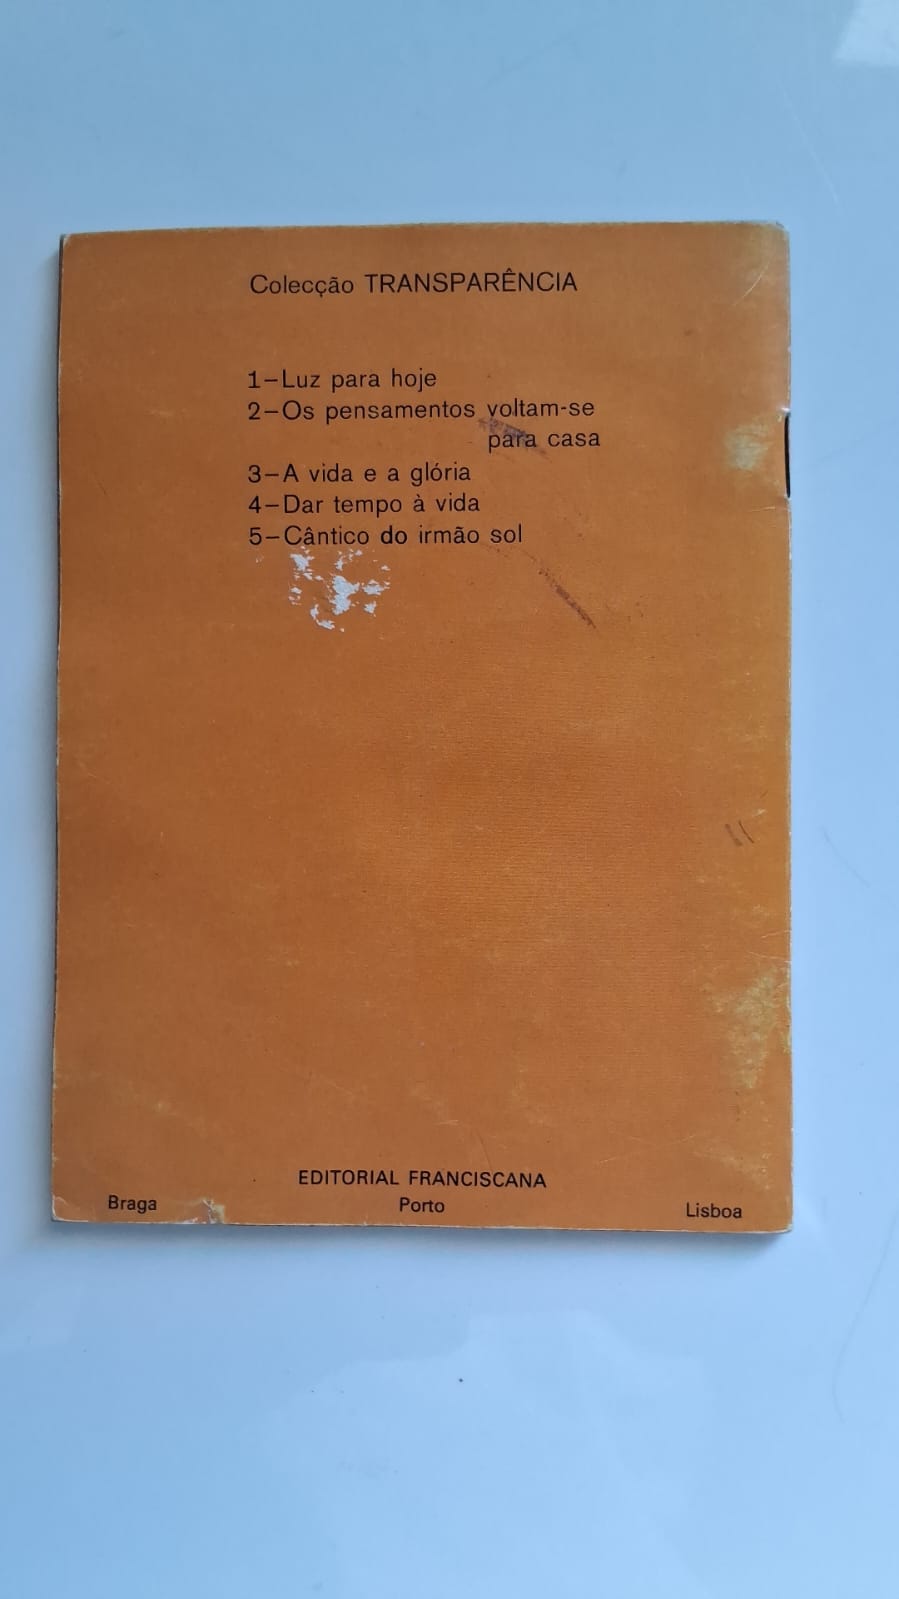 Colecção TRANSPARÊNCIA
1–Luz para hoje
2–Os pensamentos voltam-se
para casa
3–A vida e a glória
4–Dar tempo à vida
5–Cântico do irmão sol
EDITORIAL FRANCISCANA
Braga Porto Lisboa